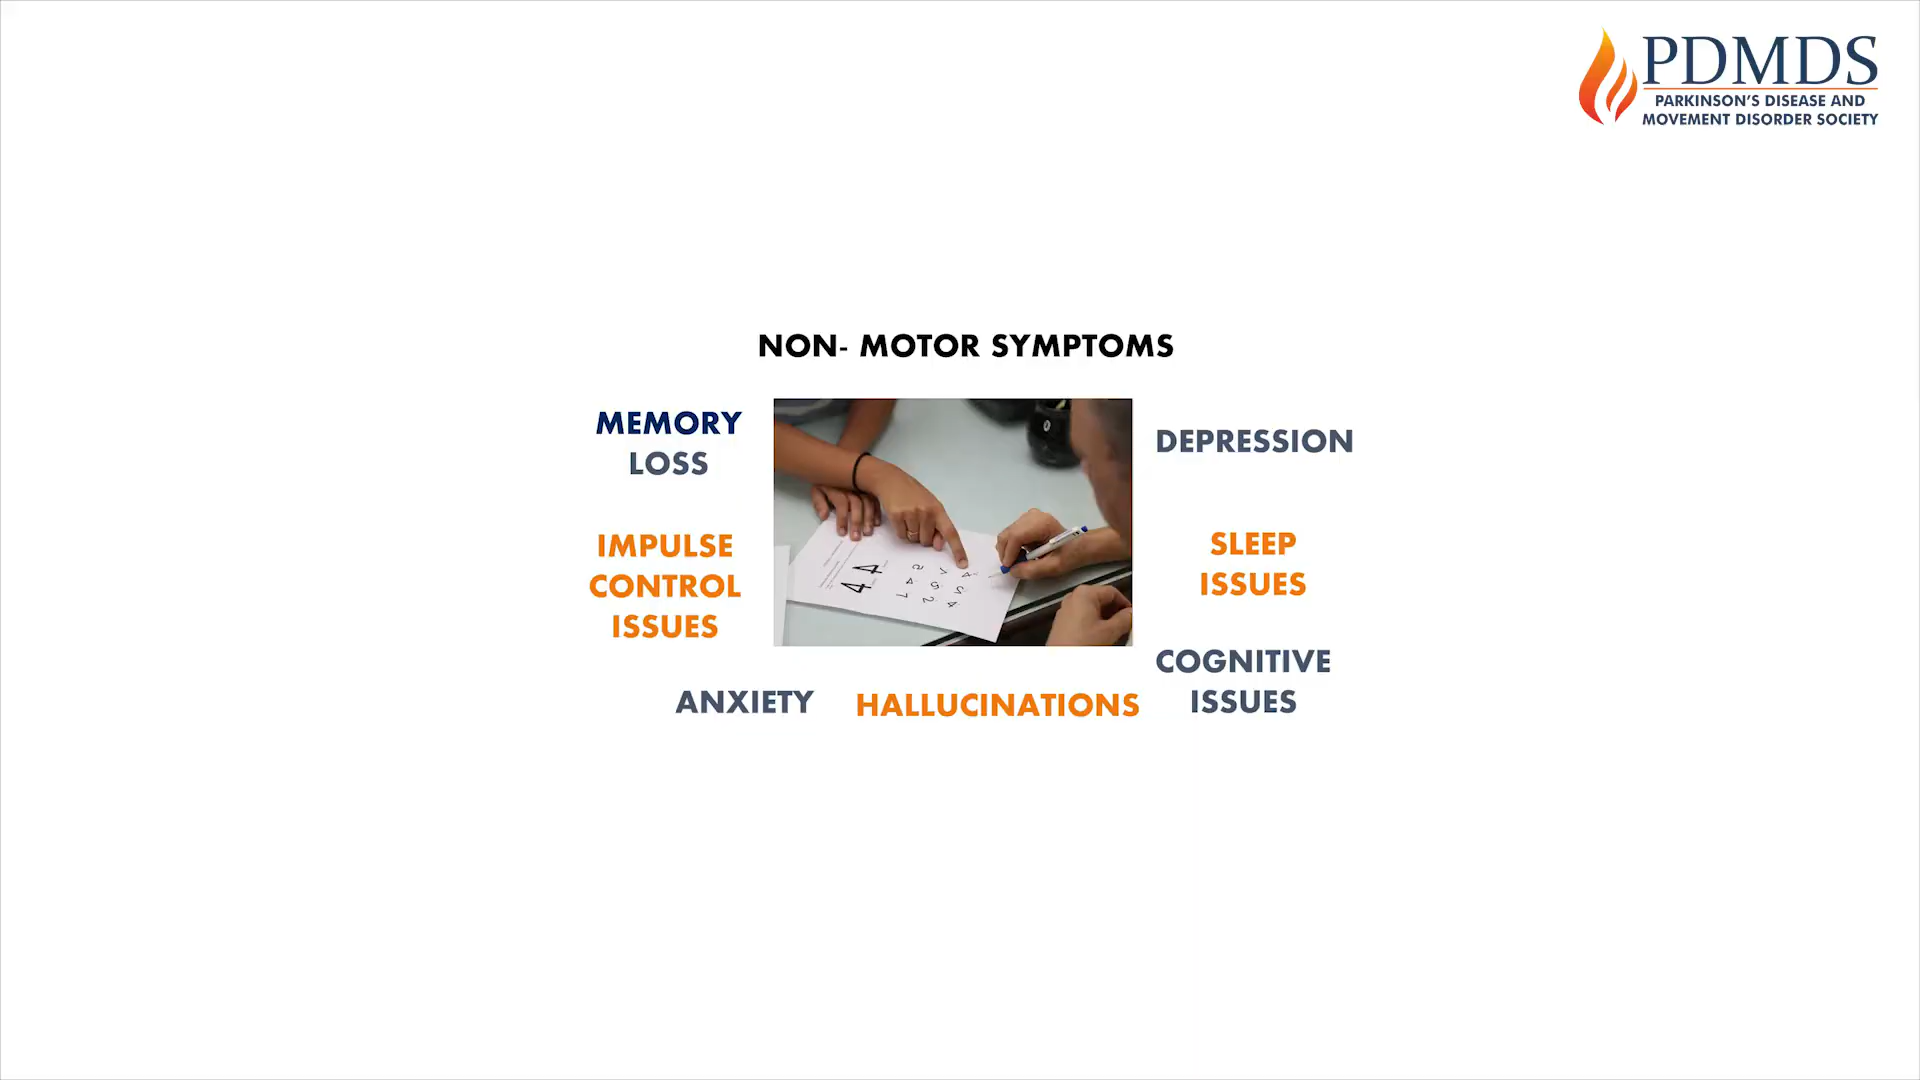 PDMDS
PARKINSON'S DISEASE AND
MOVEMENT DISORDER SOCIETY
NON- MOTOR SYMPTOMS
MEMORY
LOSS
DEPRESSION
IMPULSE
CONTROL
ISSUES
SLEEP
ISSUES
ANXIETY
HALLUCINATIONS
COGNITIVE
ISSUES
44